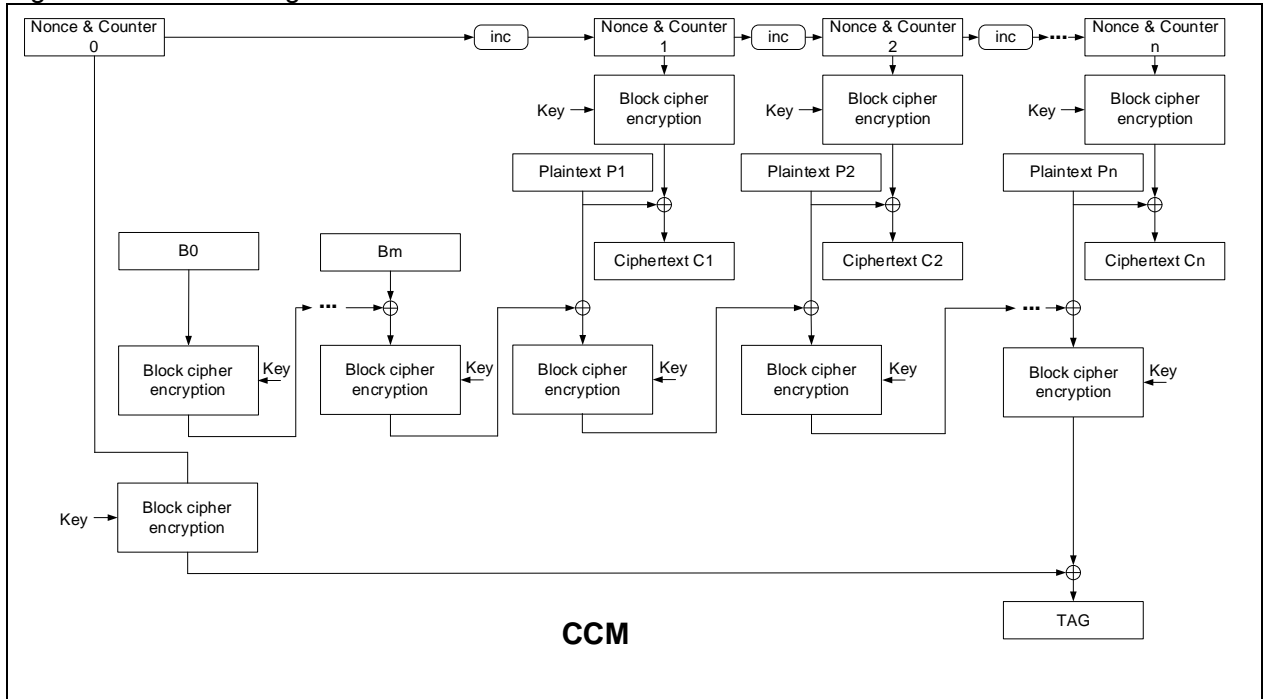 Nonce & Counter
0
inc
Nonce & Counter
1
inc
Nonce & Counter
2
inc
...
Nonce & Counter
n
Key
Block cipher
encryption
Key
Block cipher
encryption
Key
Block cipher
encryption
Plaintext P1
Plaintext P2
Plaintext Pn
B0
Bm
Ciphertext C1
Ciphertext C2
Ciphertext Cn
...
...
Block cipher
encryption
Key
Block cipher
encryption
Key
Block cipher
encryption
Key
Block cipher
encryption
Key
Block cipher
encryption
Key
Key
Block cipher
encryption
TAG
CCM